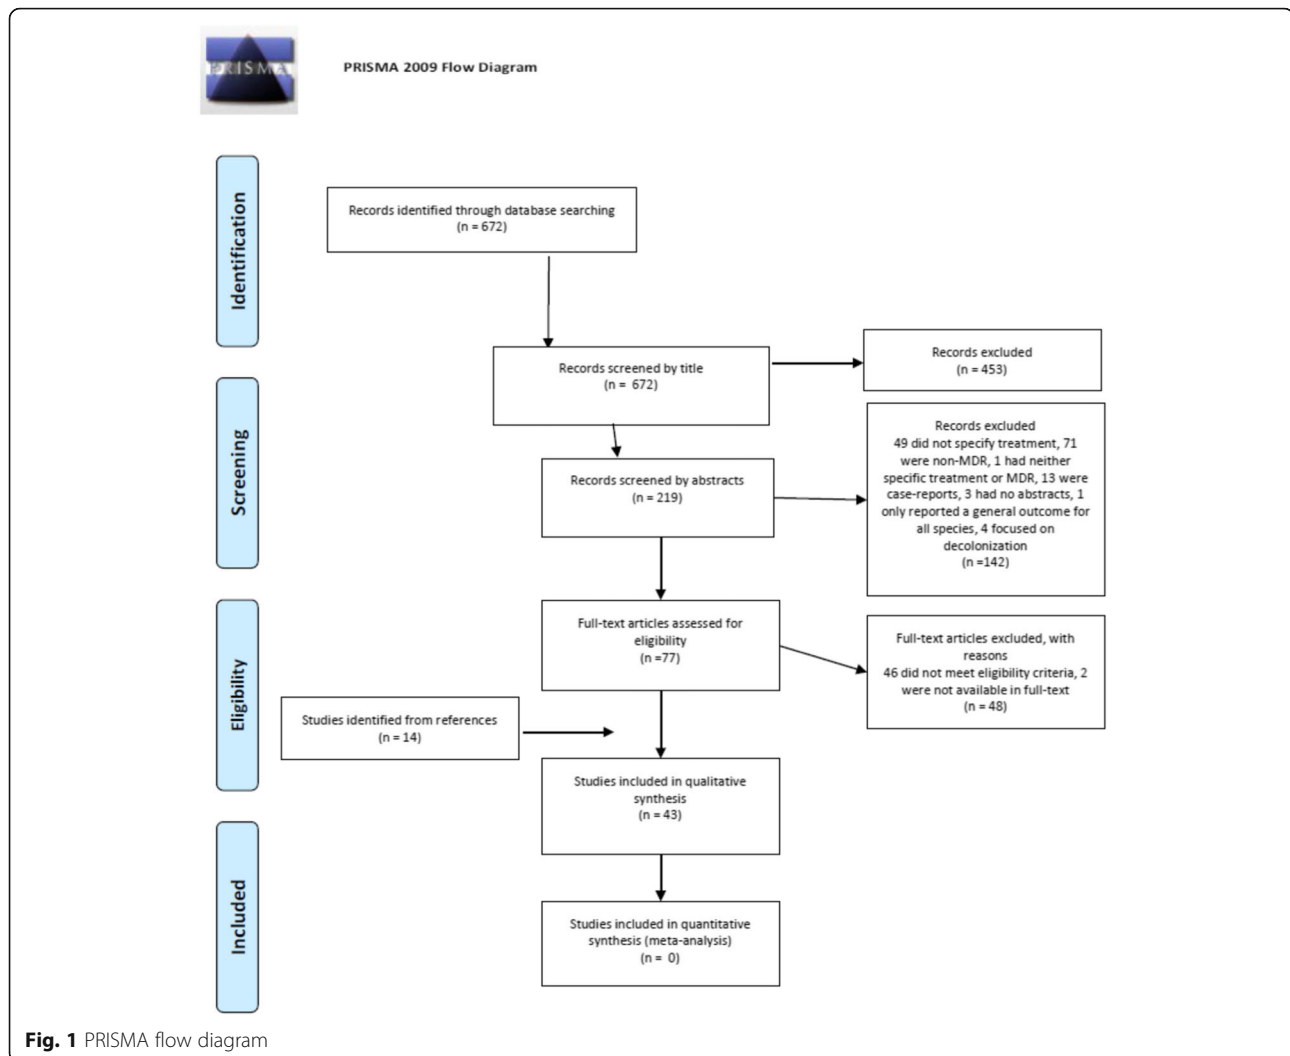 PRISMA
PRISMA 2009 Flow Diagram
Identification
Records identified through database searching
(n = 672)
Records screened by title
(n = 672)
Records excluded
(n = 453)
Screening
Records screened by abstracts
(n = 219)
Records excluded
49 did not specify treatment, 71
were non-MDR, 1 had neither
specific treatment or MDR, 13 were
case-reports, 3 had no abstracts, 1
only reported a general outcome for
all species, 4 focused on
decolonization
(n =142)
Eligibility
Full-text articles assessed for
eligibility
(n =77)
Full-text articles excluded, with
reasons
46 did not meet eligibility criteria, 2
were not available in full-text
(n = 48)
Studies identified from references
(n = 14)
Studies included in qualitative
synthesis
(n = 43)
Included
Studies included in quantitative
synthesis (meta-analysis)
(n = 0)
Fig. 1 PRISMA flow diagram